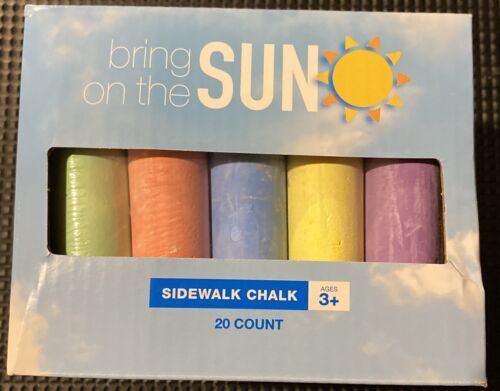 bring
on the SUN
SIDEWALK CHALK AGES 3+
20 COUNT